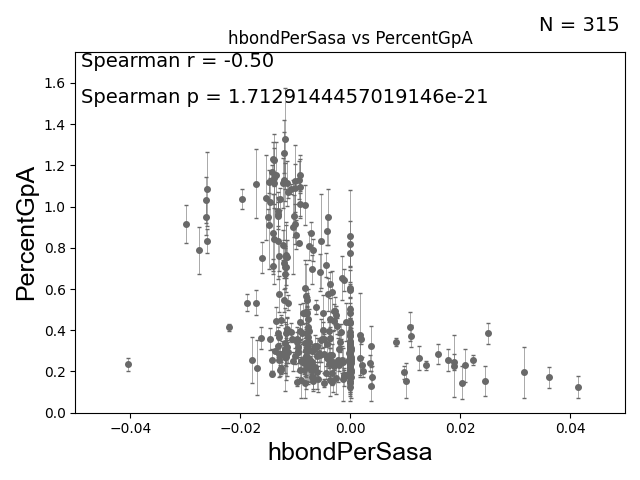 N = 315
hbondPerSasa vs PercentGpA
Spearman r = -0.50
Spearman p = 1.7129144457019146e-21
PercentGpA
1.6
1.4
1.2
1.0
0.8
0.6
0.4
0.2
0.0
−0.04 −0.02 0.00 0.02 0.04
hbondPerSasa